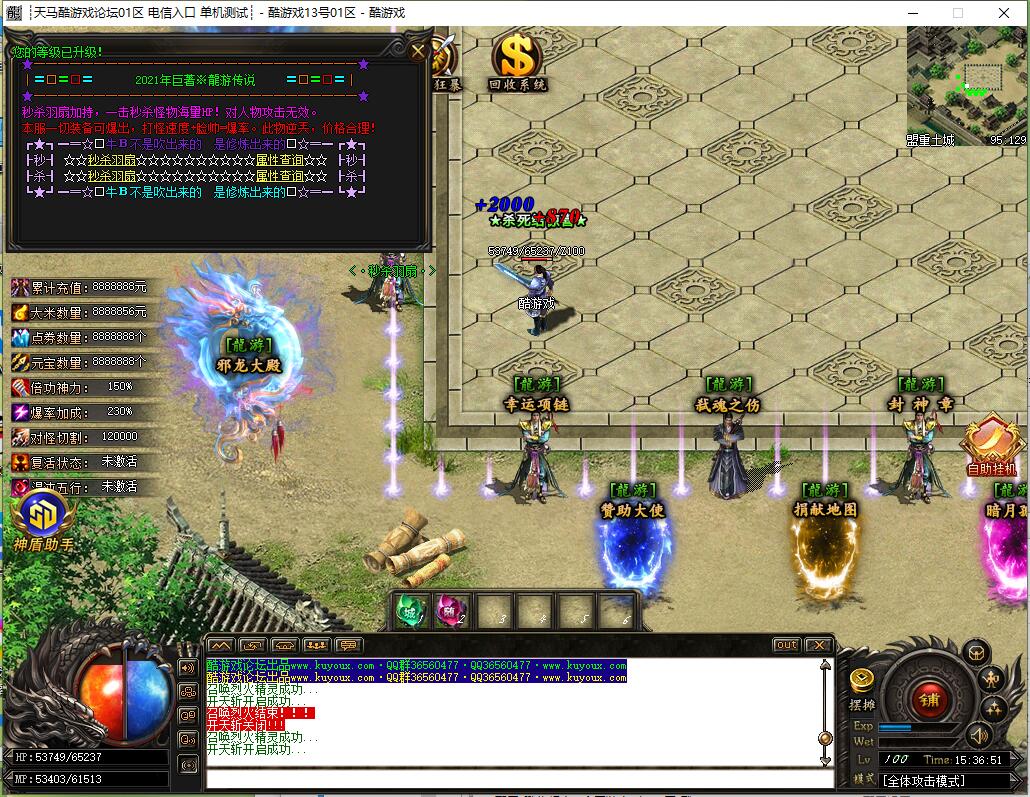 天马酷游戏论坛01区 电信入口 单机测试 - 酷游戏13号01区 - 酷游戏
您的等级已升级!
2021年巨著※龍游传说
秒杀羽扇加持，一击秒杀怪物海量HP! 对人物攻击无效。
本服一切装备可爆出，打怪速度+脸帅=爆率。此物逆天，价格合理!
牛B不是吹出来的 是修炼出来的
秒 ☆☆秒杀羽扇☆☆☆☆☆☆☆☆☆☆属性查询☆☆ 秒
杀 ☆☆秒杀羽扇☆☆☆☆☆☆☆☆☆☆属性查询☆☆ 杀
牛B不是吹出来的 是修炼出来的
狂暴
回收系统
盟重土城 95:129
+2000
+870
53749/65237/Z100
酷游戏
<·秒杀羽扇·>
累计充值: 8888888元
大米数量: 8888856元
点券数量: 8888888个
元宝数量: 8888888个
倍功神力: 150%
爆率加成: 230%
对怪切割: 120000
复活状态: 未激活
未激活
神盾助手
[龍游]
邪龙大殿
[龍游]
幸运项链
[龍游]
弑魂之伤
[龍游]
封神章
自助挂机
[龍游]
赞助大使
[龍游]
捐献地图
暗月
城 1
随 2
3
4
5
6
out
酷游戏论坛出品www.kuyoux.com·QQ群36560477·QQ36560477·www.kuyoux.com
酷游戏论坛出品www.kuyoux.com·QQ群36560477·QQ36560477·www.kuyoux.com
召唤烈火精灵成功...
开天斩开启成功...
召唤烈火结束!!!
开天斩关闭!!!
召唤烈火精灵成功...
开天斩开启成功...
HP:53749/65237
MP:53403/61513
摆摊
铺
Exp
Wet
Lv 100 Time:15:36:51
模式 [全体攻击模式]